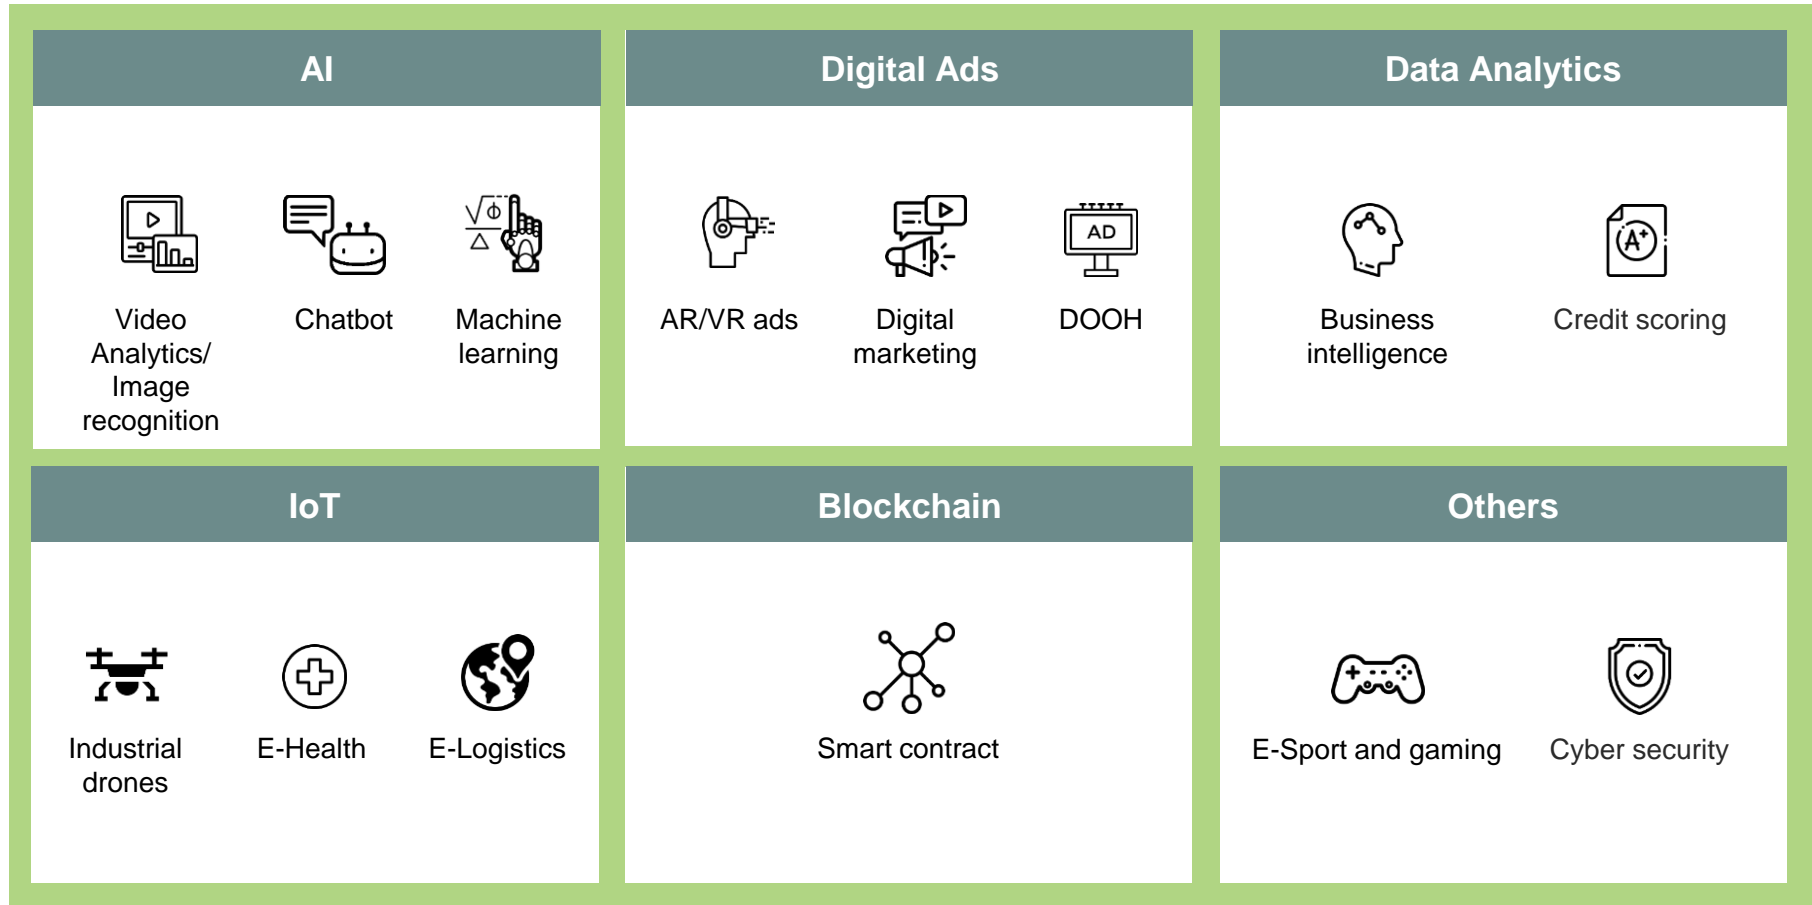 AI
Video
Analytics/
Image
recognition
Chatbot
Machine
learning
Digital Ads
AR/VR ads
Digital
marketing
AD
DOOH
Data Analytics
Business
intelligence
A+
Credit scoring
IoT
Industrial
drones
E-Health
E-Logistics
Blockchain
Smart contract
Others
E-Sport and gaming
Cyber security